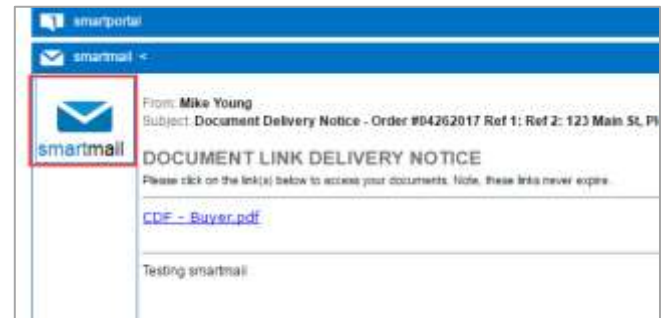 smartportal
smartmail <
smartmail
From: Mike Young
Subject: Document Delivery Notice - Order #04262017 Ref 1: Ref 2: 123 Main St,
DOCUMENT LINK DELIVERY NOTICE
Please click on the link(s) below to access your documents. Note, these links never expire.
CDF - Buyer.pdf
Testing smartmail